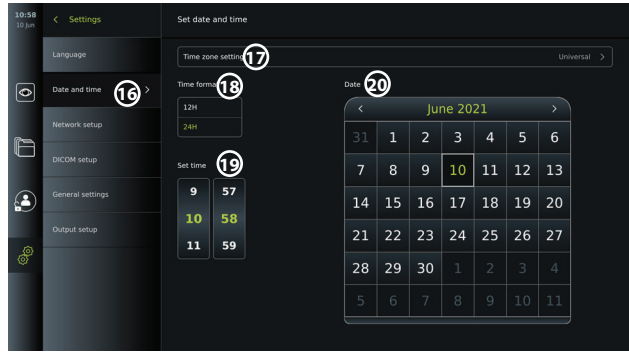 10:58
10 Jun
Settings
Set date and time
Language
Date and time 16
Network setup
DICOM setup
General settings
Output setup
Time zone setting 17 Universal
Time forma 18
12H
24H
Set time 19
9 57
10 58
11 59
Date 20
June 2021
31 1 2 3 4 5 6
7 8 9 10 11 12 13
14 15 16 17 18 19 20
21 22 23 24 25 26 27
28 29 30 1 2 3 4
5 6 7 8 9 10 11